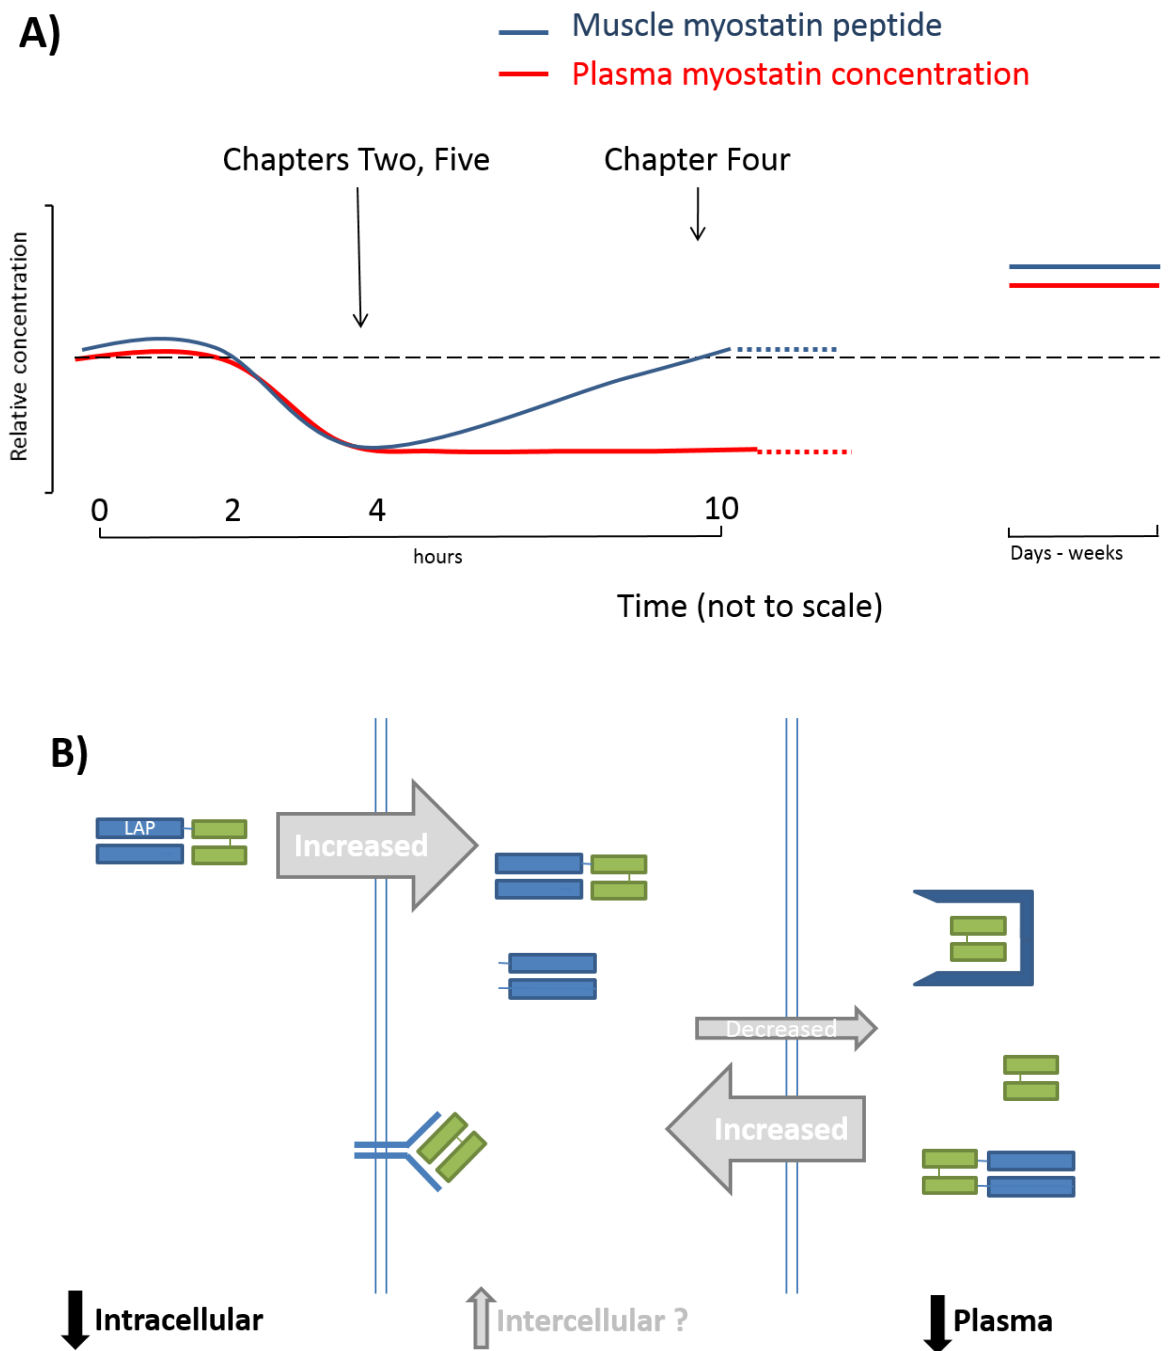 A)
Muscle myostatin peptide
Plasma myostatin concentration
Chapters Two, Five
Chapter Four
Relative concentration
0 2 4 10
hours
Days - weeks
Time (not to scale)
B)
LAP
Increased
Decreased
Increased
Intracellular
Intercellular ?
Plasma